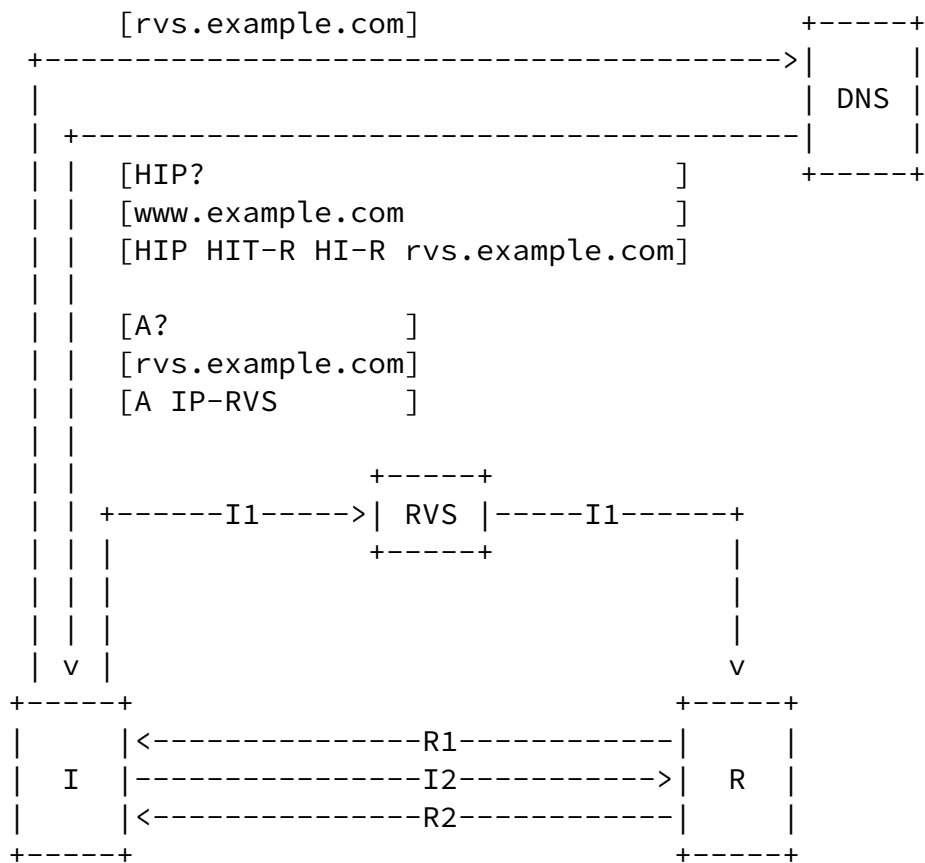 [rvs.example.com]
DNS
[HIP? ]
[www.example.com ]
[HIP HIT-R HI-R rvs.example.com]
[A? ]
[rvs.example.com]
[A IP-RVS ]
I1 RVS I1
R1
I I2 R
R2